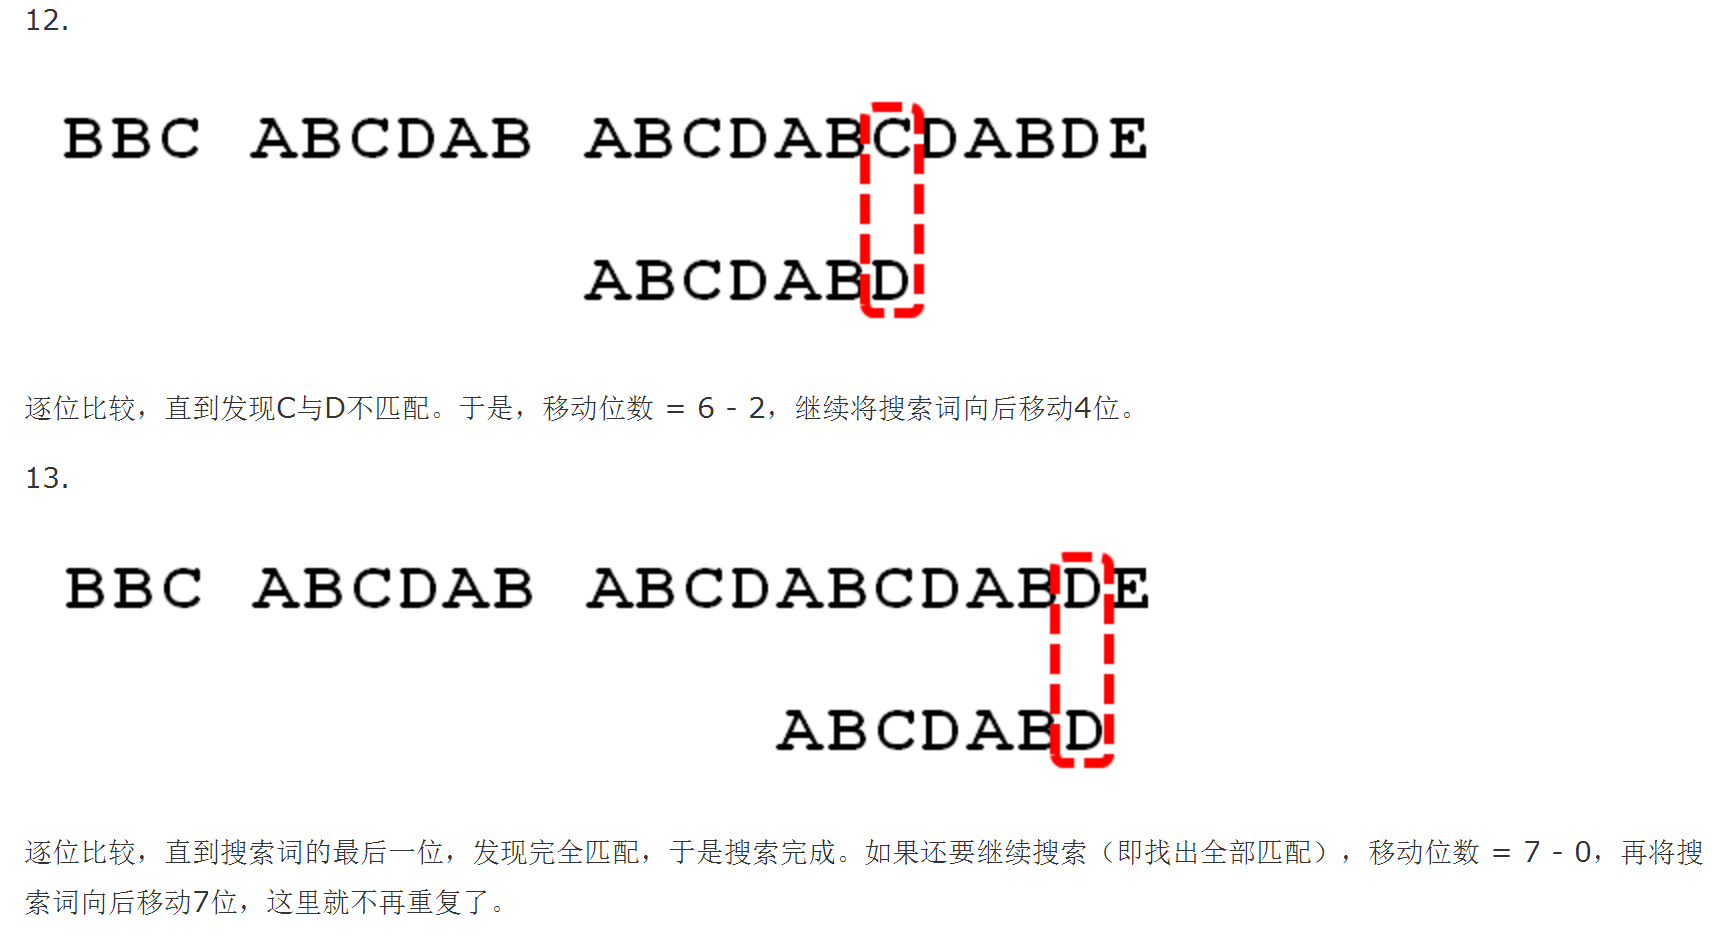 12.
BBC ABCDAB ABCDABCDABDE
ABCDABD
逐位比较，直到发现C与D不匹配。于是，移动位数 = 6 - 2，继续将搜索词向后移动4位。
13.
BBC ABCDAB ABCDABCDABDE
ABCDABD
逐位比较，直到搜索词的最后一位，发现完全匹配，于是搜索完成。如果还要继续搜索（即找出全部匹配），移动位数 = 7 - 0，再将搜
索词向后移动7位，这里就不再重复了。